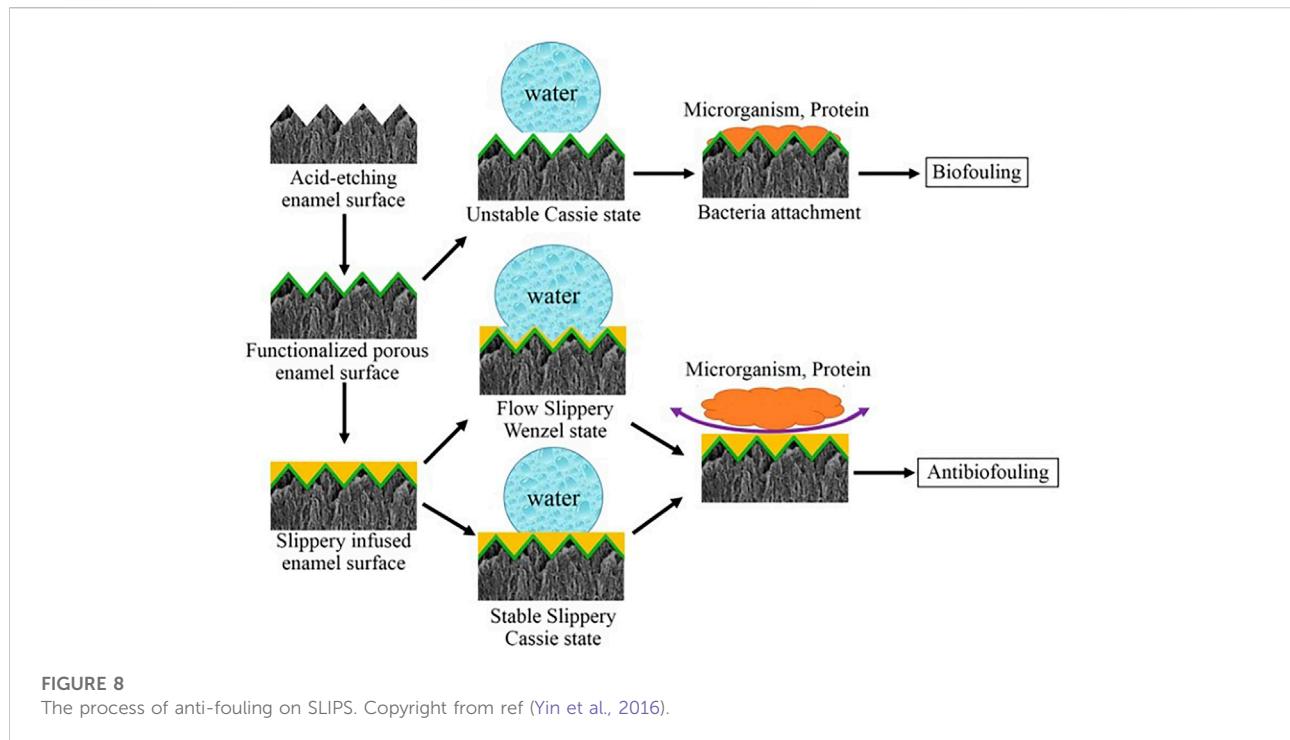 water
Microrganism, Protein
Acid-etching
enamel surface
Unstable Cassie state
Bacteria attachment
Biofouling
water
Functionalized porous
enamel surface
Flow Slippery
Wenzel state
Microrganism, Protein
water
Slippery infused
enamel surface
Antibiofouling
Stable Slippery
Cassie state
FIGURE 8
The process of anti-fouling on SLIPS. Copyright from ref (Yin et al., 2016).